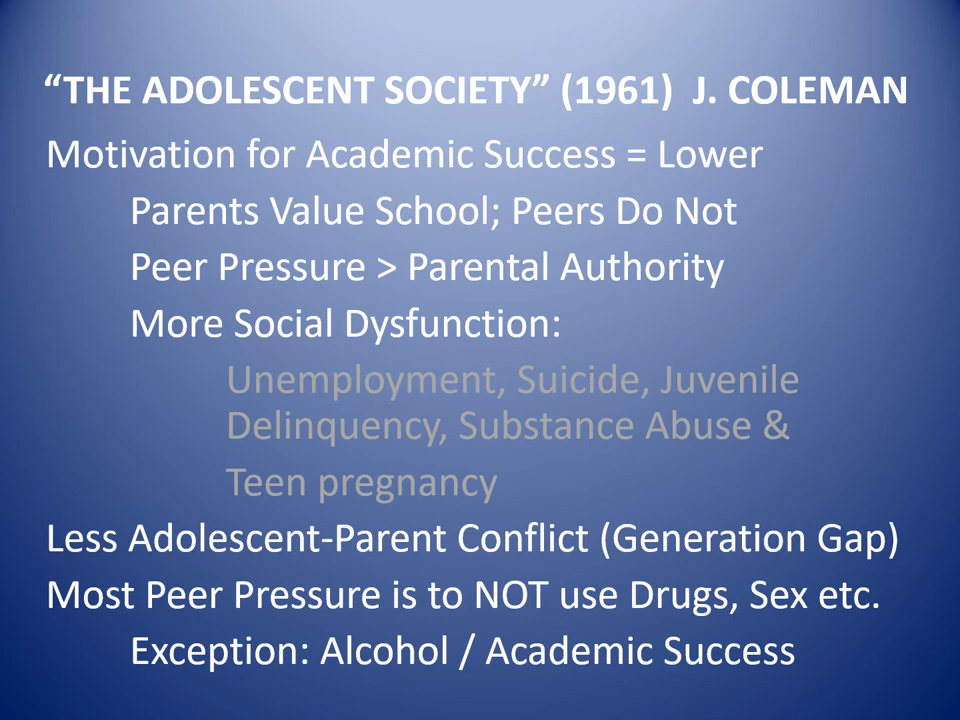 “THE ADOLESCENT SOCIETY” (1961)  J. COLEMAN
Motivation for Academic Success = Lower
Parents Value School; Peers Do Not
Peer Pressure > Parental Authority
More Social Dysfunction:
Unemployment, Suicide, Juvenile
Delinquency, Substance Abuse &
Teen pregnancy
Less Adolescent-Parent Conflict (Generation Gap)
Most Peer Pressure is to NOT use Drugs, Sex etc.
Exception: Alcohol / Academic Success